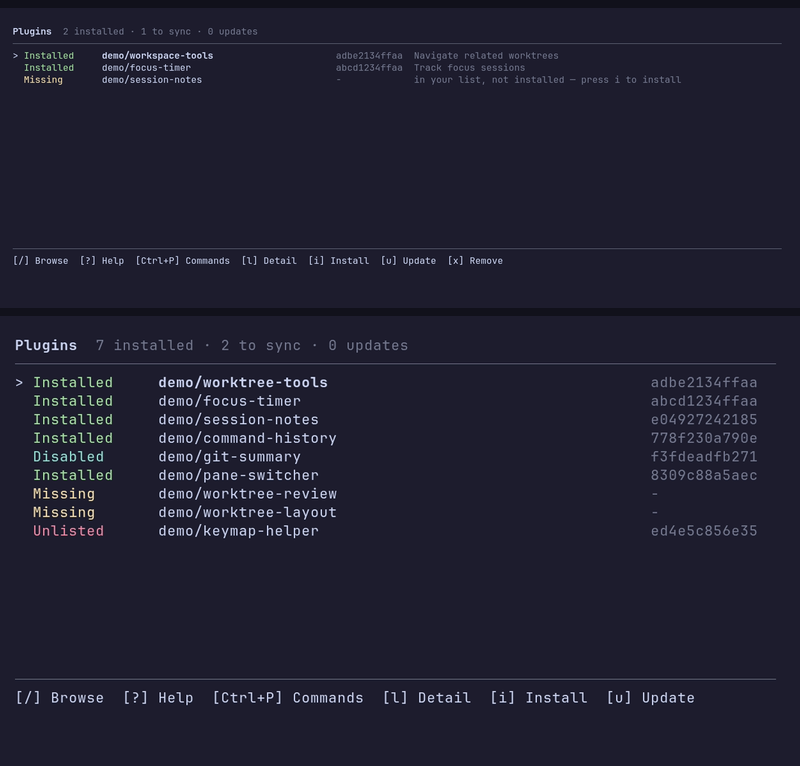 Plugins 2 installed · 1 to sync · 0 updates
> Installed demo/workspace-tools adbe2134ffaa Navigate related worktrees
Installed demo/focus-timer abcd1234ffaa Track focus sessions
Missing demo/session-notes - in your list, not installed — press i to install
[/] Browse [?] Help [Ctrl+P] Commands [l] Detail [i] Install [u] Update [x] Remove
Plugins 7 installed · 2 to sync · 0 updates
> Installed demo/worktree-tools adbe2134ffaa
Installed demo/focus-timer abcd1234ffaa
Installed demo/session-notes e04927242185
Installed demo/command-history 778f230a790e
Disabled demo/git-summary f3fdeadfb271
Installed demo/pane-switcher 8309c88a5aec
Missing demo/worktree-review -
Missing demo/worktree-layout -
Unlisted demo/keymap-helper ed4e5c856e35
[/] Browse [?] Help [Ctrl+P] Commands [l] Detail [i] Install [u] Update